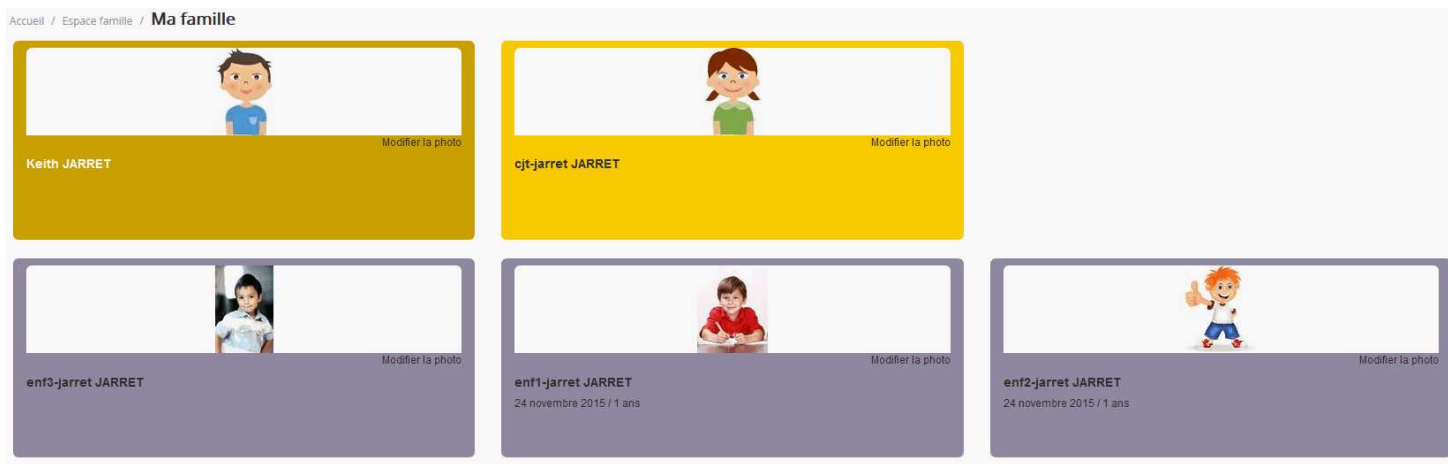 Accueil / Espace famille / Ma famille
Modifier la photo
Keith JARRET
Modifier la photo
cjt-jarret JARRET
Modifier la photo
enf3-jarret JARRET
Modifier la photo
enf1-jarret JARRET
24 novembre 2015 / 1 ans
Modifier la photo
enf2-jarret JARRET
24 novembre 2015 / 1 ans